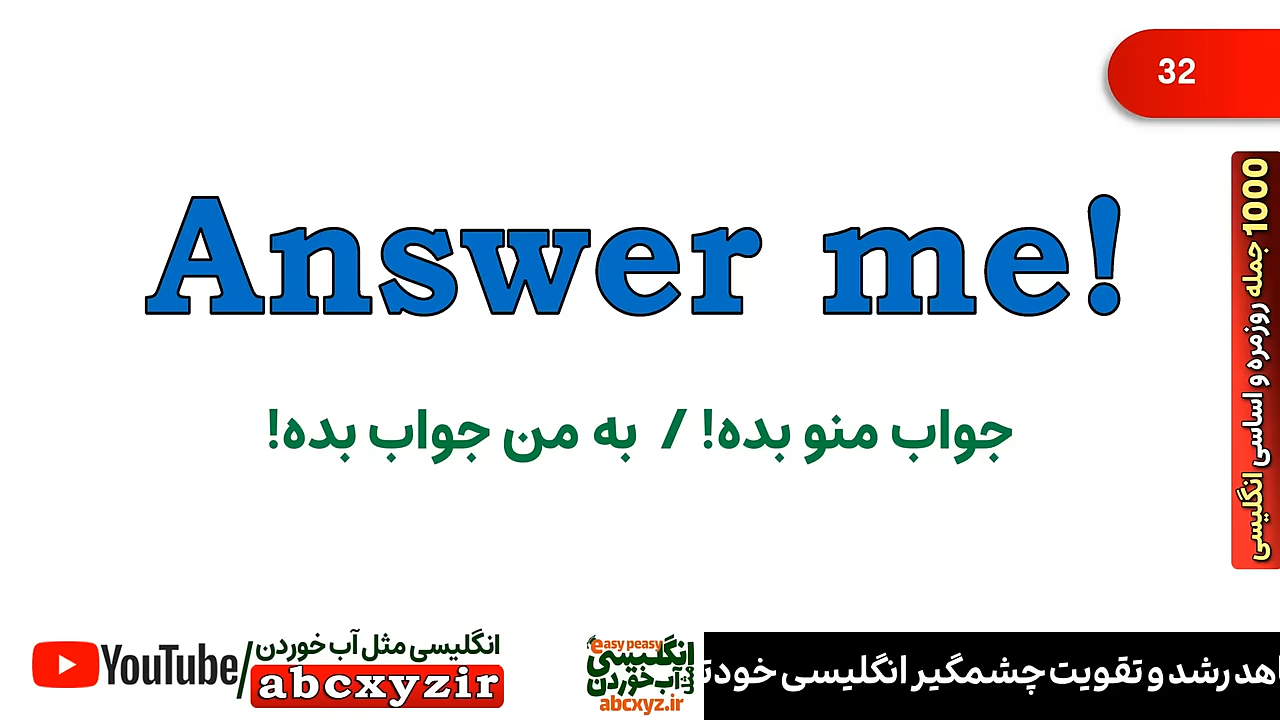 32
Answer me!
جواب منو بده! / به من جواب بده!
1000 جمله روزمره و اساسی انگلیسی
YouTube/
انگلیسی مثل آب خوردن
abcxyzir
easy peasy
انگلیسی
مثل آب خوردن
abcxyz.ir
رشد و تقویت چشمگیر انگلیسی